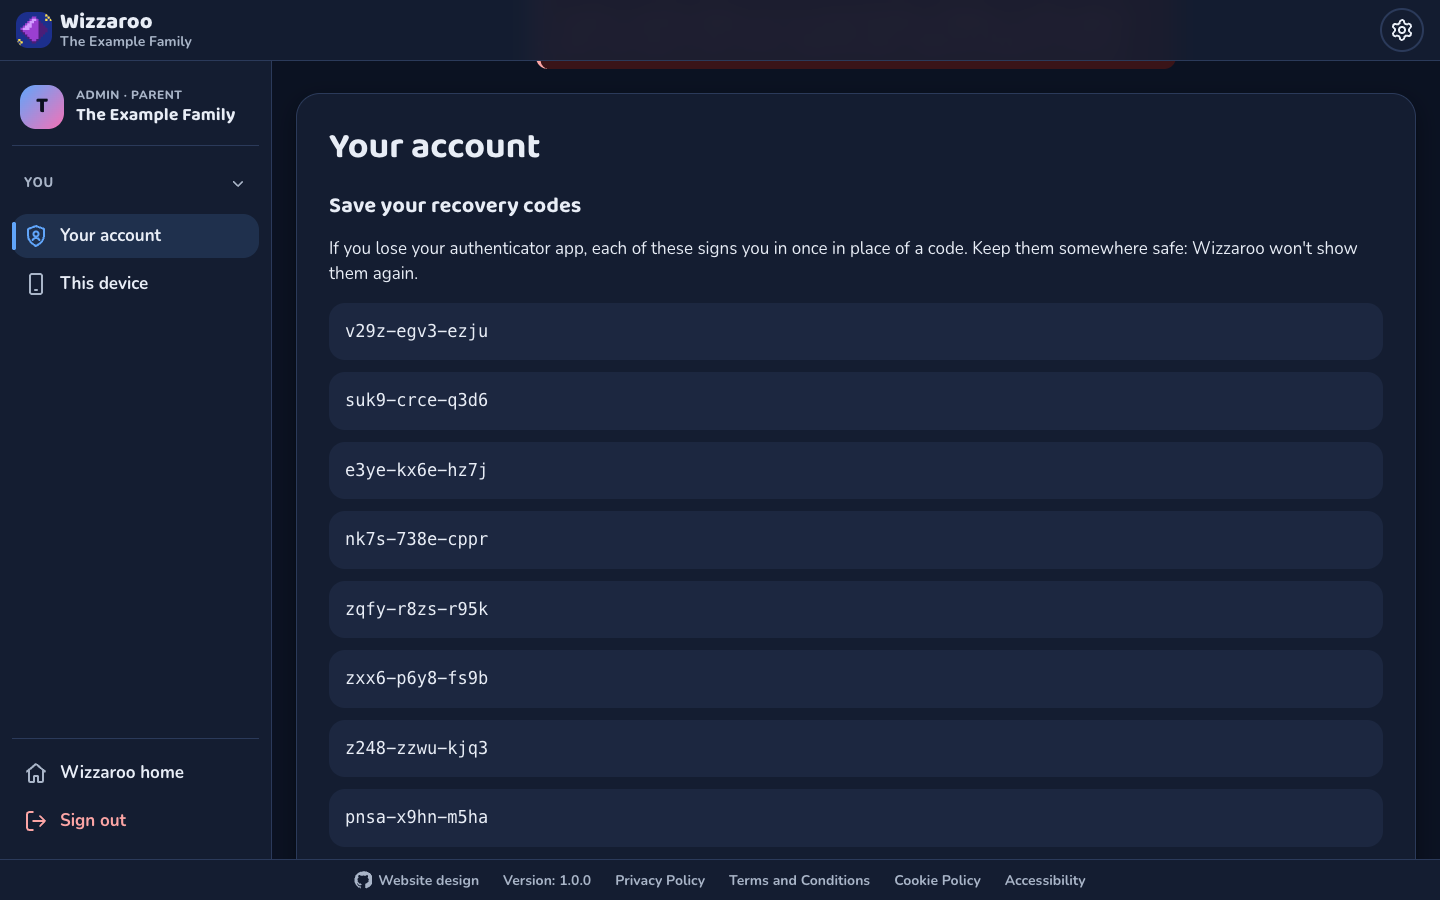 Wizzaroo
The Example Family
ADMIN · PARENT
T
The Example Family
YOU
Your account
This device
Wizzaroo home
Sign out
Your account
Save your recovery codes
If you lose your authenticator app, each of these signs you in once in place of a code. Keep them somewhere safe: Wizzaroo won't show
them again.
v29z-egv3-ezju
suk9-crce-q3d6
e3ye-kx6e-hz7j
nk7s-738e-cppr
zqfy-r8zs-r95k
zxx6-p6y8-fs9b
z248-zzwu-kjq3
pnsa-x9hn-m5ha
Website design
Version: 1.0.0
Privacy Policy
Terms and Conditions
Cookie Policy
Accessibility